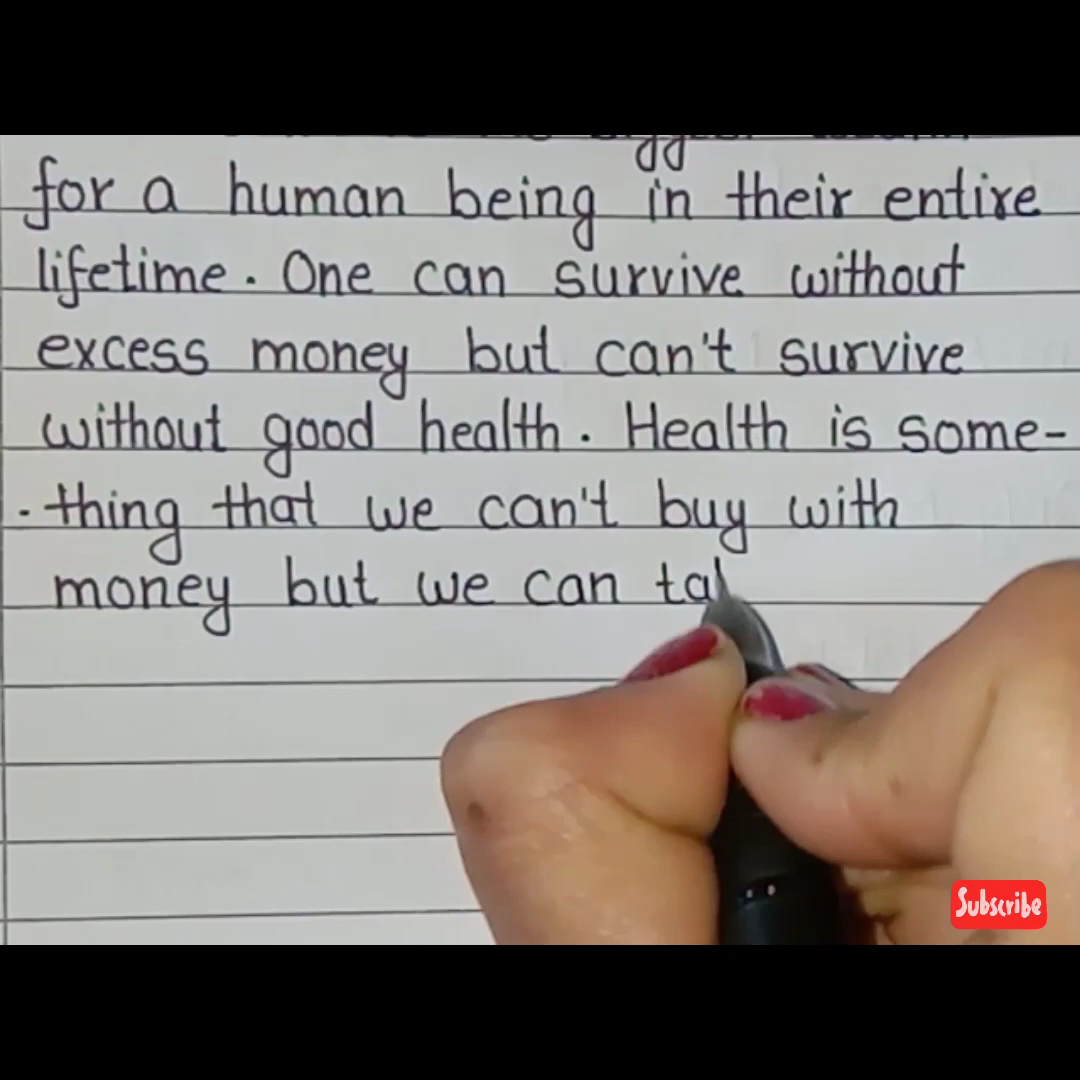 for a human being in their entire
lifetime. One can survive without
excess money but can't survive
without good health. Health is some-
. thing that we can't buy with
money but we can
Subscribe